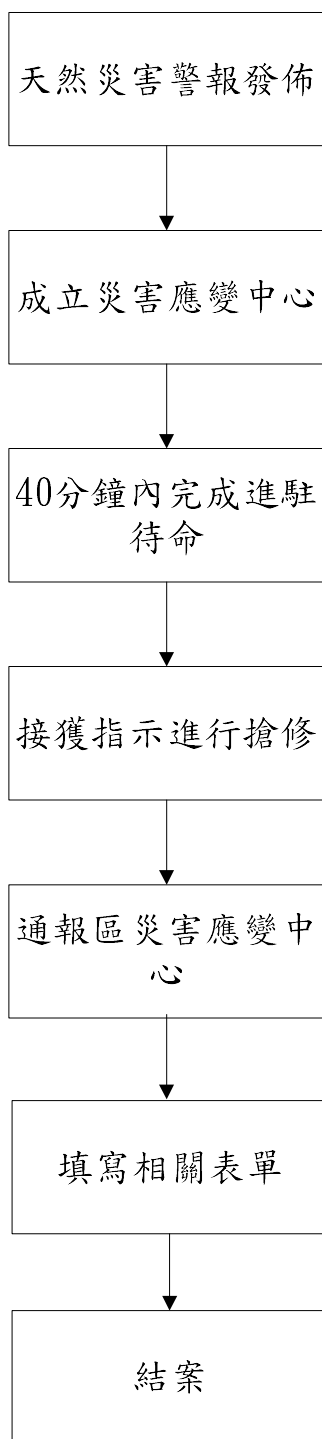 天然災害警報發佈
成立災害應變中心
40分鐘內完成進駐
待命
接獲指示進行搶修
通報區災害應變中
心
填寫相關表單
結案